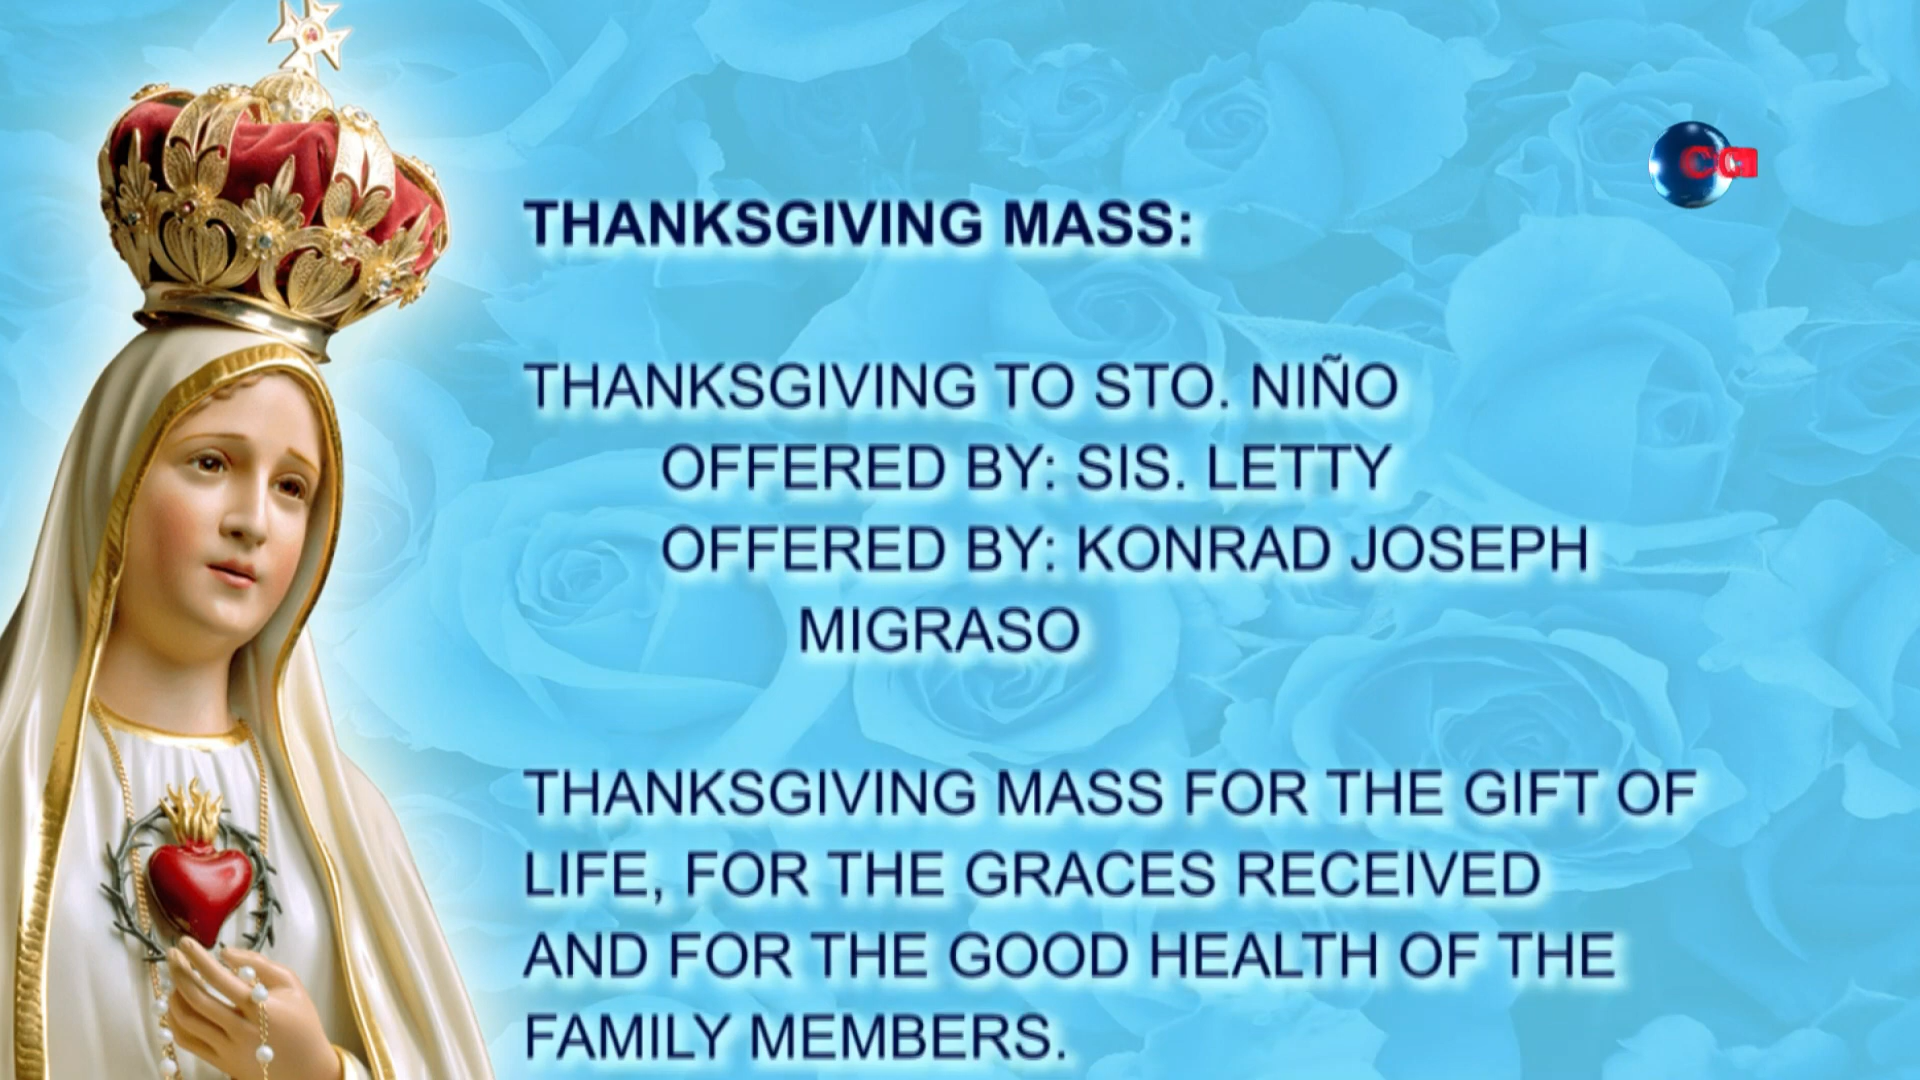 THANKSGIVING MASS:
THANKSGIVING TO STO. NIÑO
OFFERED BY: SIS. LETTY
OFFERED BY: KONRAD JOSEPH
MIGRASO
THANKSGIVING MASS FOR THE GIFT OF
LIFE, FOR THE GRACES RECEIVED
AND FOR THE GOOD HEALTH OF THE
FAMILY MEMBERS.